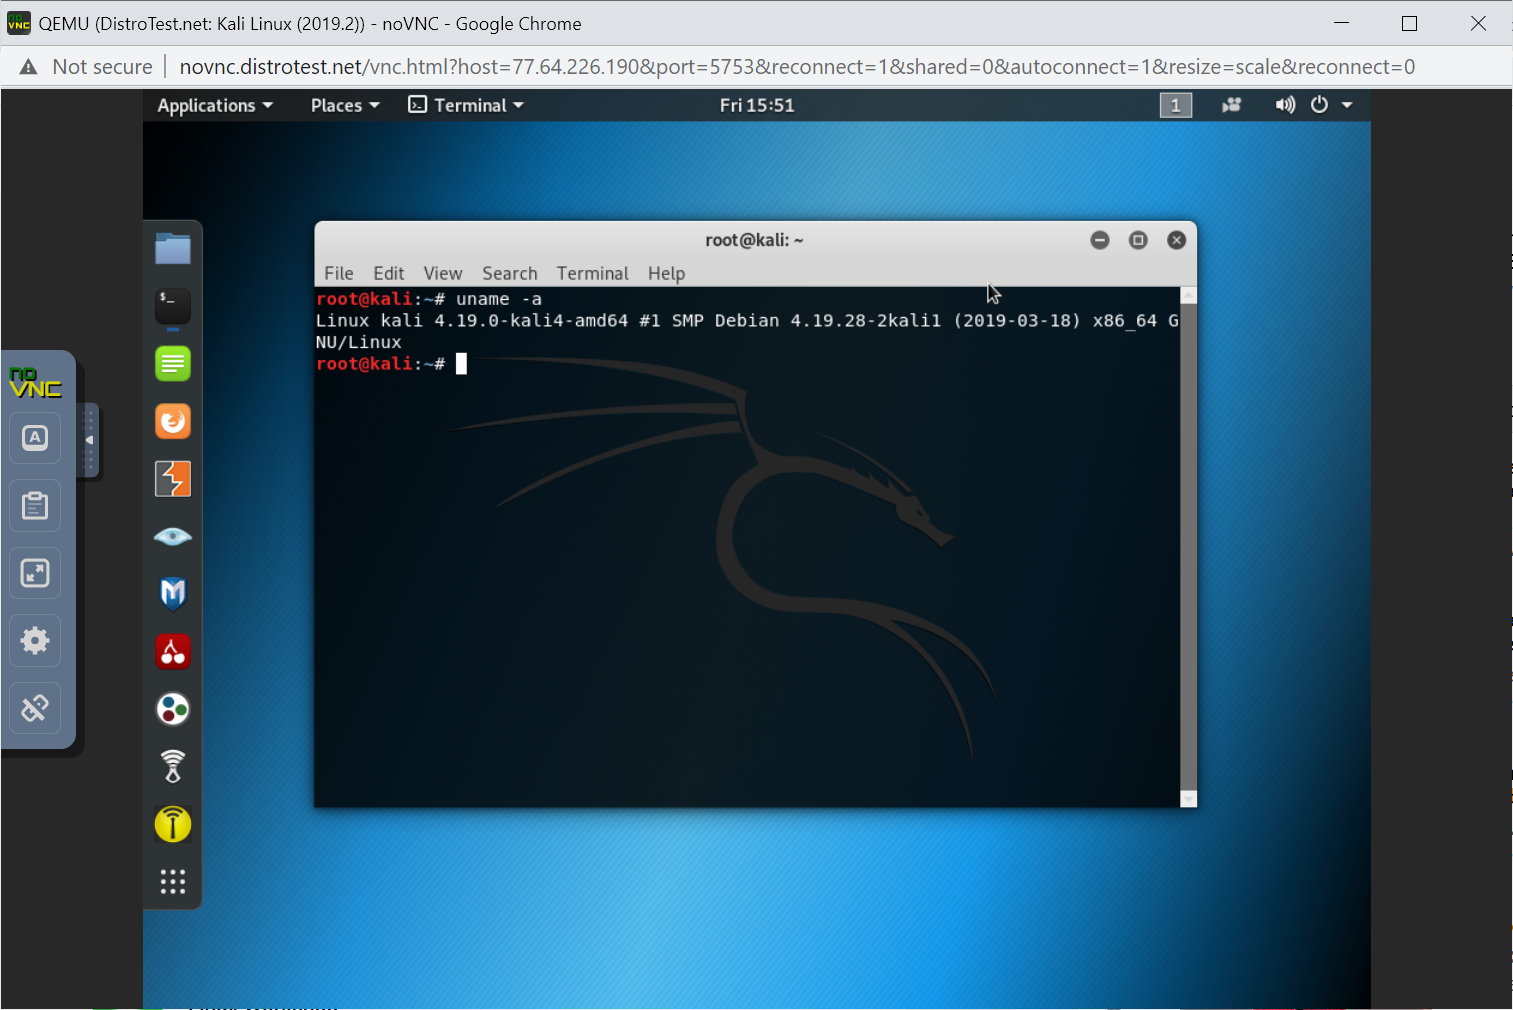 QEMU (DistroTest.net: Kali Linux (2019.2)) - noVNC - Google Chrome
Not secure novnc.distrotest.net/vnc.html?host=77.64.226.190&port=5753&reconnect=1&shared=0&autoconnect=1&resize=scale&reconnect=0
Applications Places Terminal Fri 15:51 1
root@kali: ~
File Edit View Search Terminal Help
root@kali:~# uname -a
Linux kali 4.19.0-kali4-amd64 #1 SMP Debian 4.19.28-2kali1 (2019-03-18) x86_64 G
NU/Linux
root@kali:~#
no
VNC
A